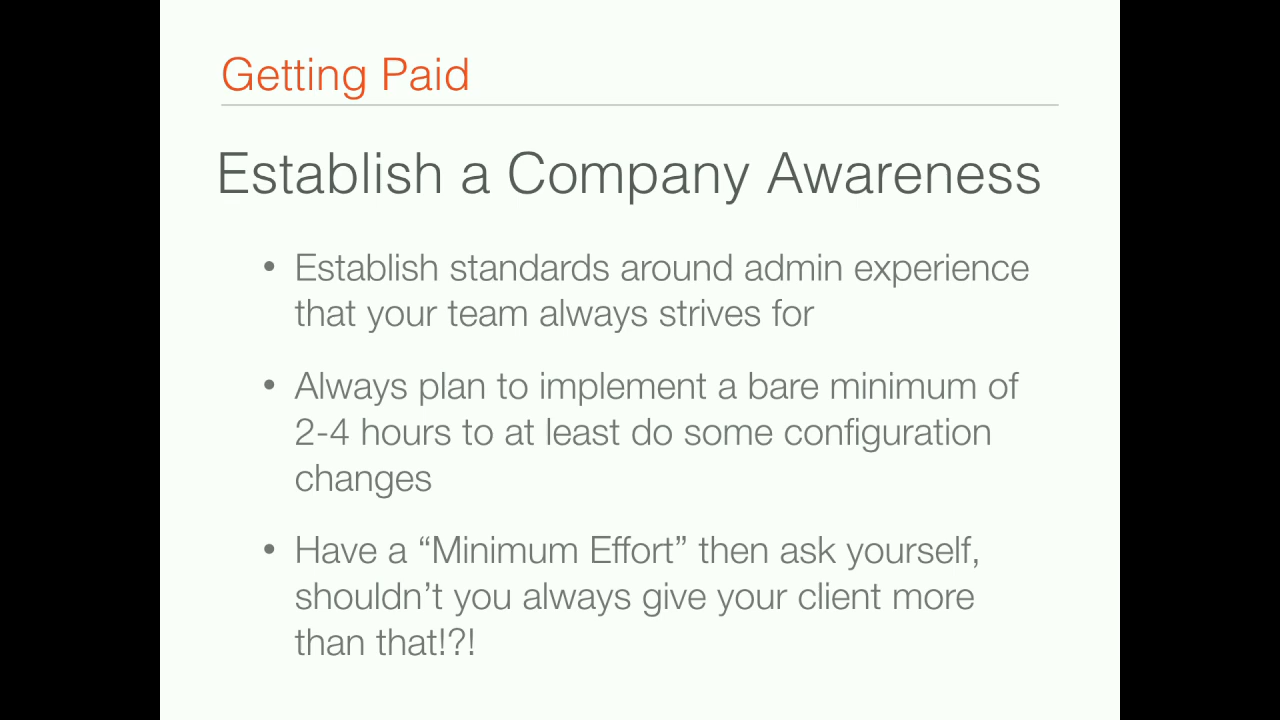 Getting Paid
Establish a Company Awareness
• Establish standards around admin experience
that your team always strives for
• Always plan to implement a bare minimum of
2-4 hours to at least do some configuration
changes
• Have a “Minimum Effort” then ask yourself,
shouldn’t you always give your client more
than that!?!